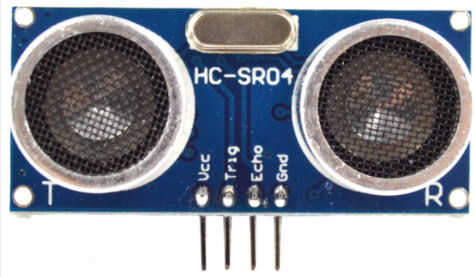 HC-SR04
Vcc
Trig
Echo
Gnd
T
R